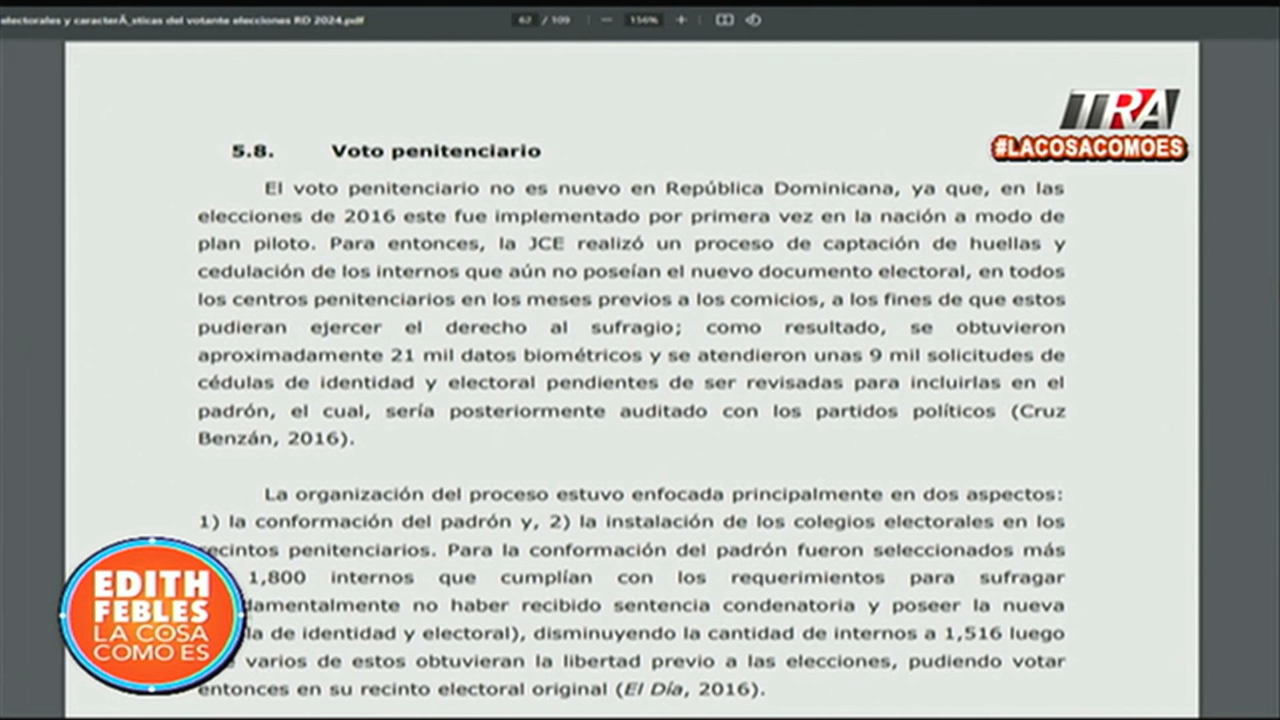 electorales y caracterÃ_sticas del votante elecciones RD 2024.pdf
62 / 109
156%
TRA
#LACOSACOMOES
5.8. Voto penitenciario
El voto penitenciario no es nuevo en República Dominicana, ya que, en las
elecciones de 2016 este fue implementado por primera vez en la nación a modo de
plan piloto. Para entonces, la JCE realizó un proceso de captación de huellas y
cedulación de los internos que aún no poseían el nuevo documento electoral, en todos
los centros penitenciarios en los meses previos a los comicios, a los fines de que estos
pudieran ejercer el derecho al sufragio; como resultado, se obtuvieron
aproximadamente 21 mil datos biométricos y se atendieron unas 9 mil solicitudes de
cédulas de identidad y electoral pendientes de ser revisadas para incluirlas en el
padrón, el cual, sería posteriormente auditado con los partidos políticos (Cruz
Benzán, 2016).
La organización del proceso estuvo enfocada principalmente en dos aspectos:
1) la conformación del padrón y, 2) la instalación de los colegios electorales en los
recintos penitenciarios. Para la conformación del padrón fueron seleccionados más
1,800 internos que cumplían con los requerimientos para sufragar
damentalmente no haber recibido sentencia condenatoria y poseer la nueva
la de identidad y electoral), disminuyendo la cantidad de internos a 1,516 luego
varios de estos obtuvieran la libertad previo a las elecciones, pudiendo votar
entonces en su recinto electoral original (El Día, 2016).
EDITH
FEBLES
LA COSA
COMO ES